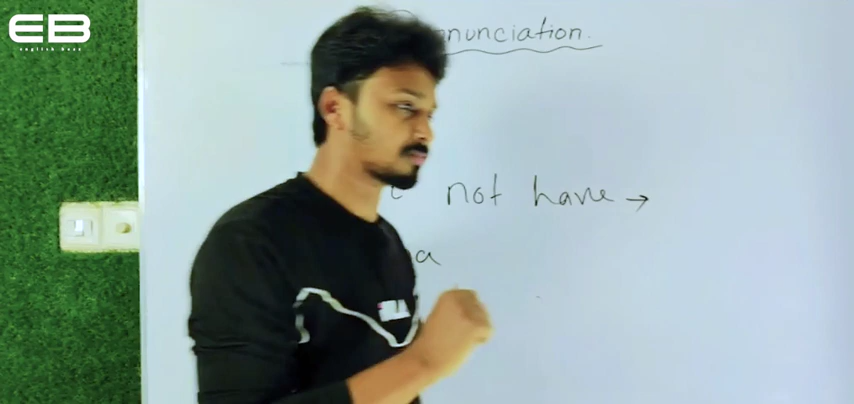 EB
english base
nunciation.
not have →
a